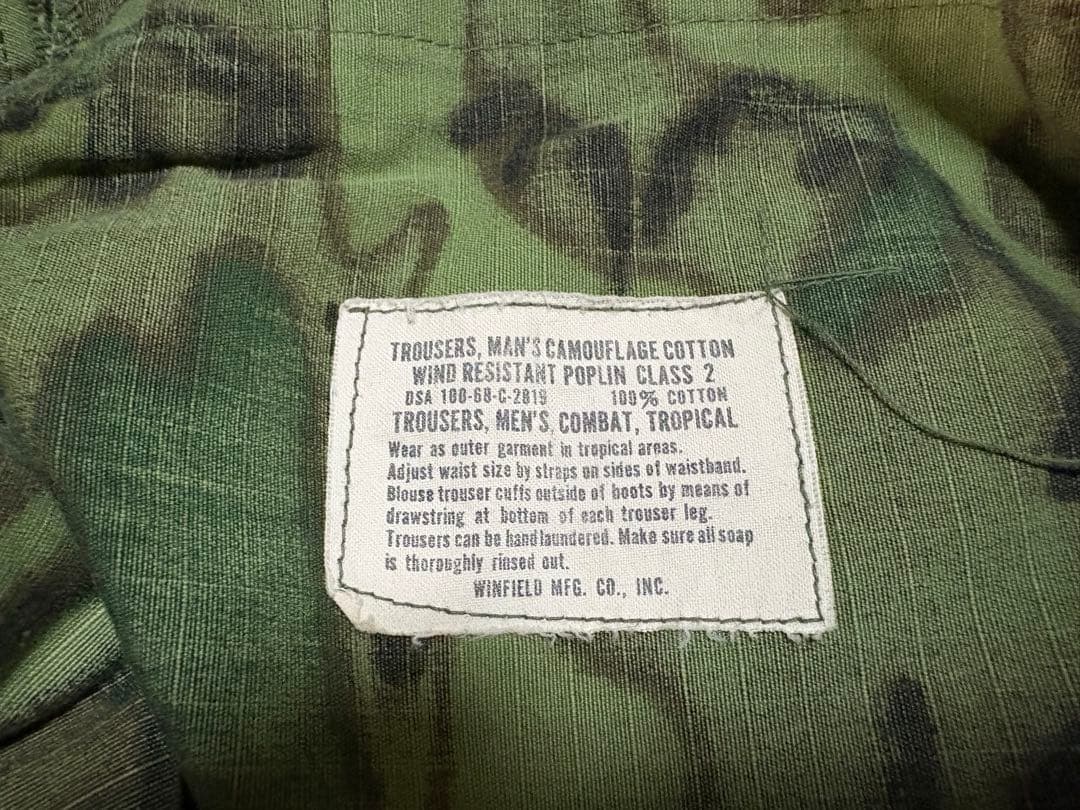 TROUSERS, MAN'S CAMOUFLAGE COTTON
WIND RESISTANT POPLIN CLASS 2
DSA 100-68-C-2819 100% COTTON
TROUSERS, MEN'S, COMBAT, TROPICAL
Wear as outer garment in tropical areas.
Adjust waist size by straps on sides of waistband.
Blouse trouser cuffs outside of boots by means of
drawstring at bottom of each trouser leg.
Trousers can be hand laundered. Make sure all soap
is thoroughly rinsed out.
WINFIELD MFG. CO., INC.